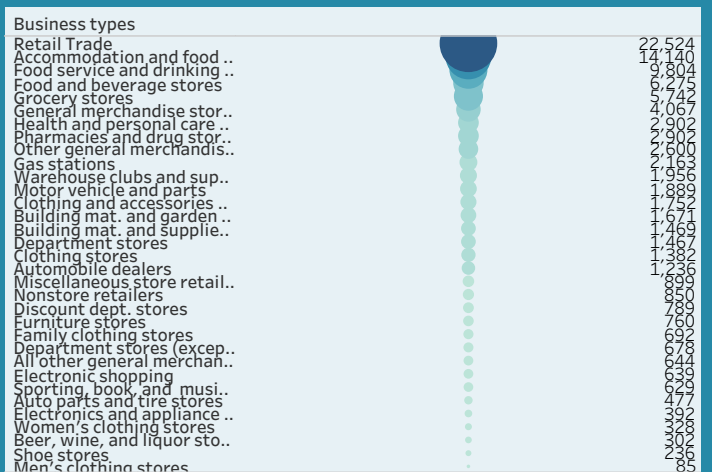 Business types
Retail Trade 22,524
Accommodation and food .. 14,140
Food service and drinking .. 9,804
Food and beverage stores 6,275
Grocery stores 5,742
General merchandise stor.. 4,067
Health and personal care .. 2,902
Pharmacies and drug stor.. 2,902
Other general merchandis.. 2,600
Gas stations 2,163
Warehouse clubs and sup.. 1,956
Motor vehicle and parts 1,889
Clothing and accessories .. 1,752
Building mat. and garden .. 1,671
Building mat. and supplie.. 1,469
Department stores 1,467
Clothing stores 1,382
Automobile dealers 1,236
Miscellaneous store retail.. 899
Nonstore retailers 850
Discount dept. stores 789
Furniture stores 760
Family clothing stores 692
Department stores (excep.. 678
All other general merchan.. 644
Electronic shopping 639
Sporting, book, and musi.. 629
Auto parts and tire stores 477
Electronics and appliance .. 392
Women's clothing stores 328
Beer, wine, and liquor sto.. 302
Shoe stores 236
Men's clothing stores 85